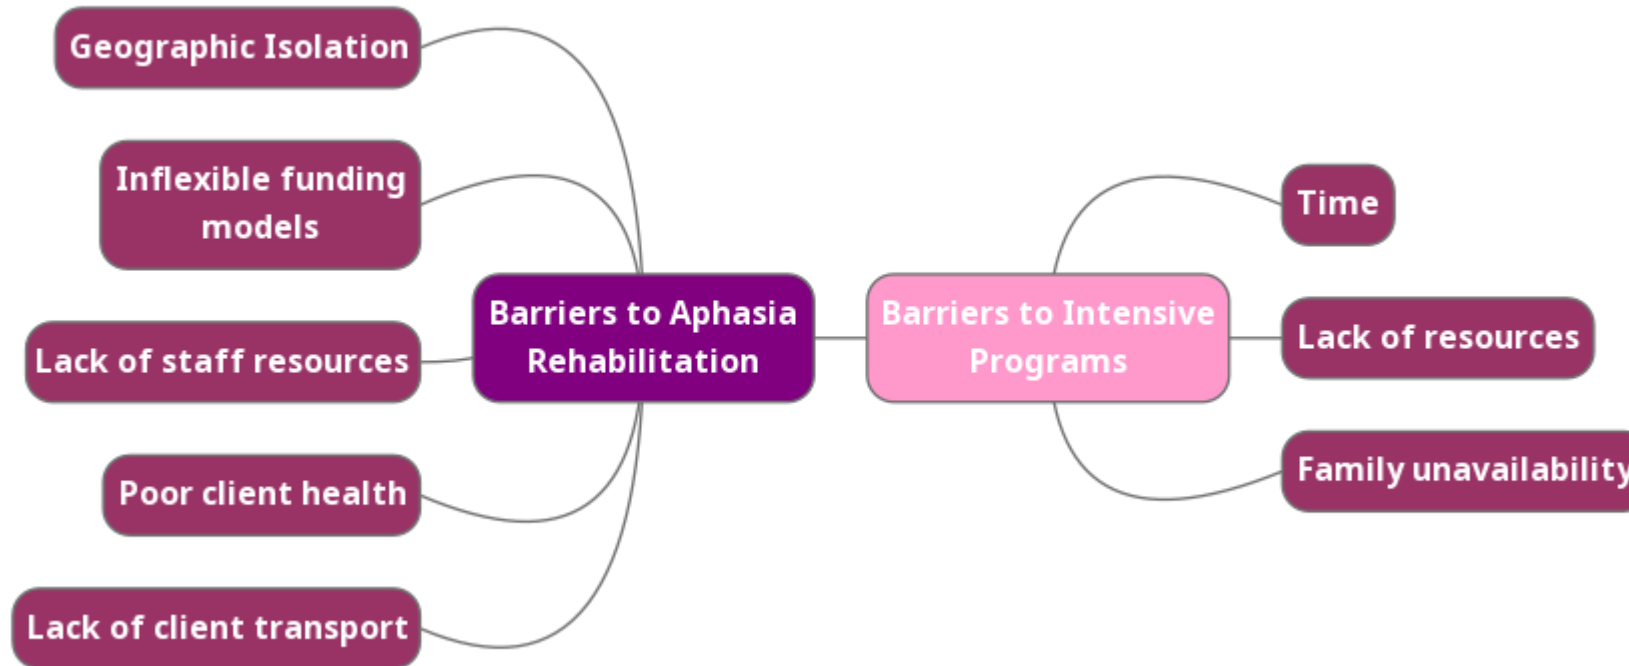 Geographic Isolation
Inflexible funding
models
Lack of staff resources
Poor client health
Lack of client transport
Barriers to Aphasia
Rehabilitation
Barriers to Intensive
Programs
Time
Lack of resources
Family unavailability